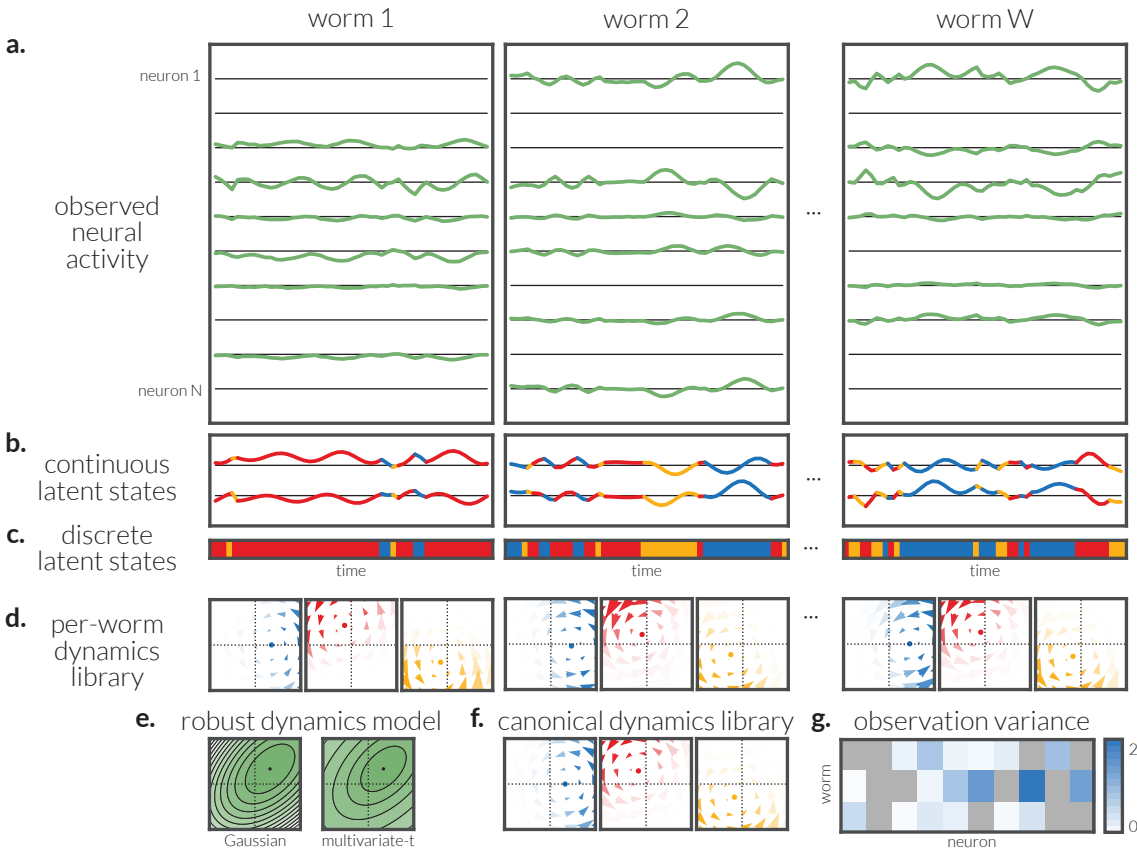 worm 1
worm 2
worm W
a.
neuron 1
observed
neural
activity
...
neuron N
b.
continuous
latent states
...
c.
discrete
latent states
...
time
time
time
d.
per-worm
dynamics
library
...
e.
robust dynamics model
f.
canonical dynamics library
g.
observation variance
Gaussian
multivariate-t
worm
neuron
2
0